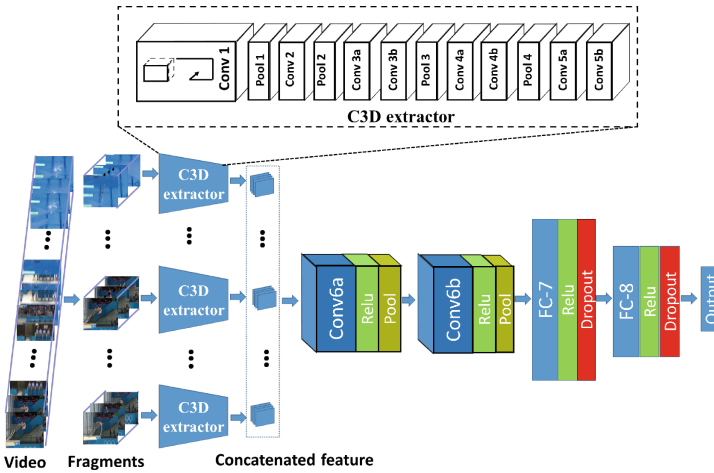 Conv 1
Pool 1
Conv 2
Pool 2
Conv 3a
Conv 3b
Pool 3
Conv 4a
Conv 4b
Pool 4
Conv 5a
Conv 5b
C3D extractor
C3D
extractor
C3D
extractor
C3D
extractor
Conv6a
Relu
Pool
Conv6b
Relu
Pool
FC-7
Relu
Dropout
FC-8
Relu
Dropout
Output
Video
Fragments
Concatenated feature